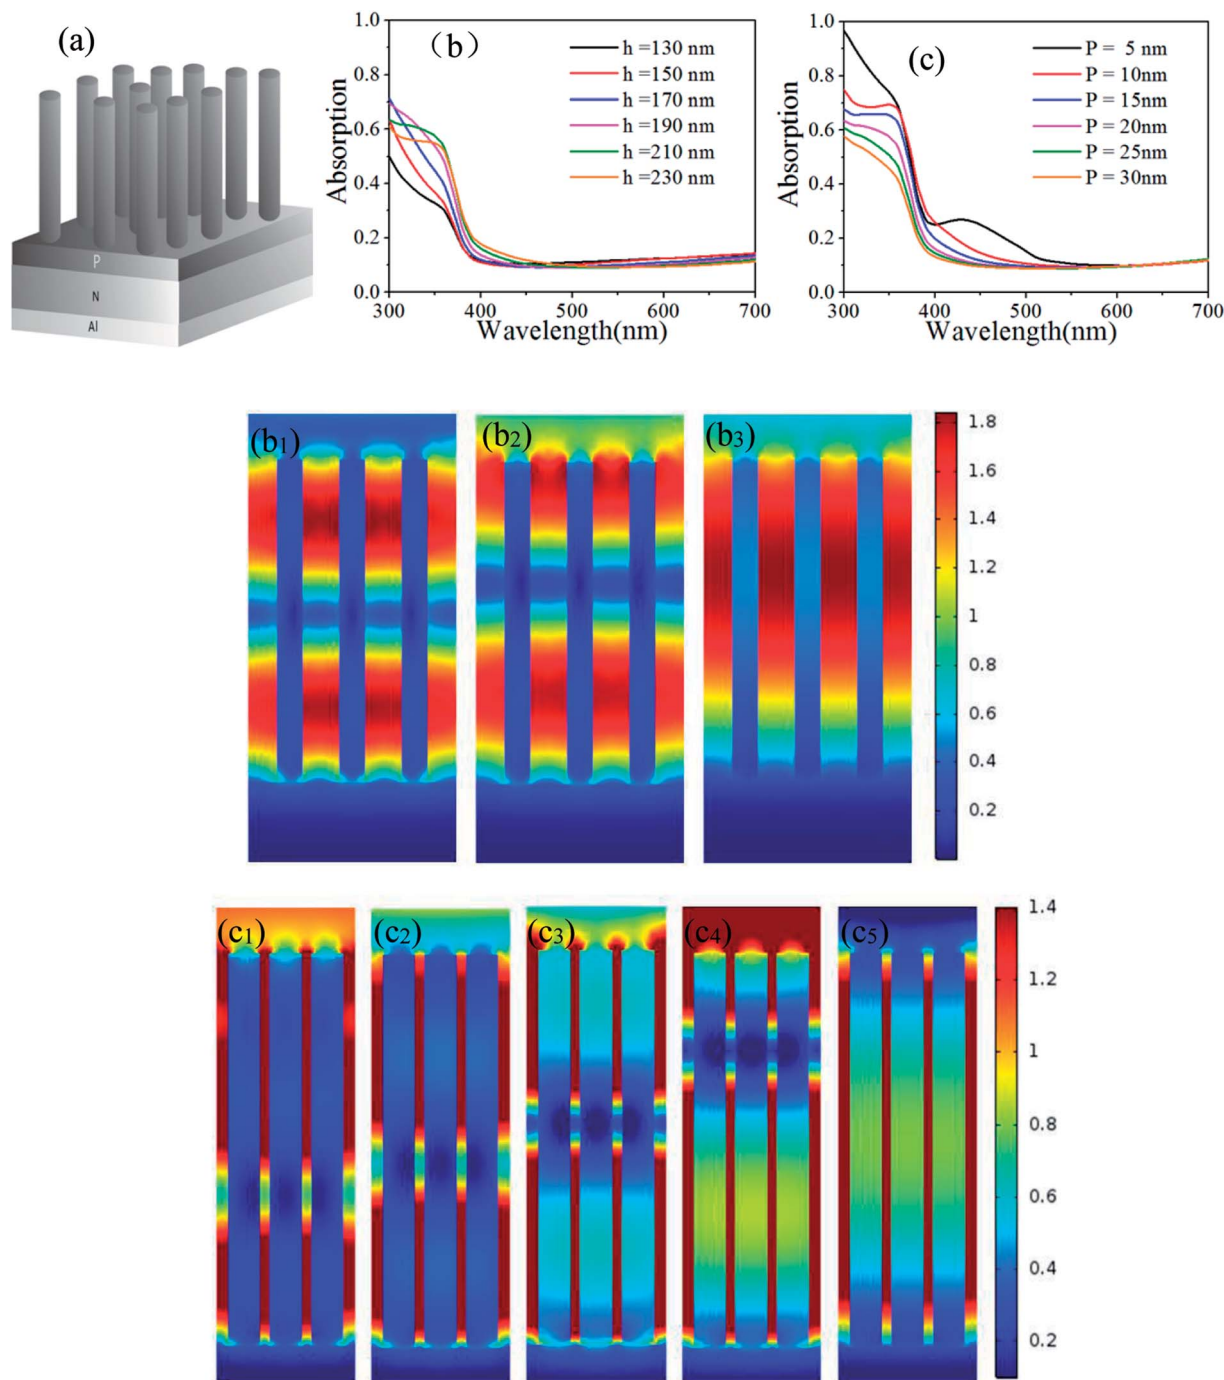 (a)
P
N
Al
(b)
h =130 nm
h =150 nm
h =170 nm
h =190 nm
h =210 nm
h =230 nm
Absorption
1.0
0.8
0.6
0.4
0.2
0.0
300 400 500 600 700
Wavelength(nm)
(c)
P = 5 nm
P = 10nm
P = 15nm
P = 20nm
P = 25nm
P = 30nm
Absorption
1.0
0.8
0.6
0.4
0.2
0.0
300 400 500 600 700
Wavelength(nm)
(b1) (b2) (b3)
1.8
1.6
1.4
1.2
1
0.8
0.6
0.4
0.2
(c1) (c2) (c3) (c4) (c5)
1.4
1.2
1
0.8
0.6
0.4
0.2